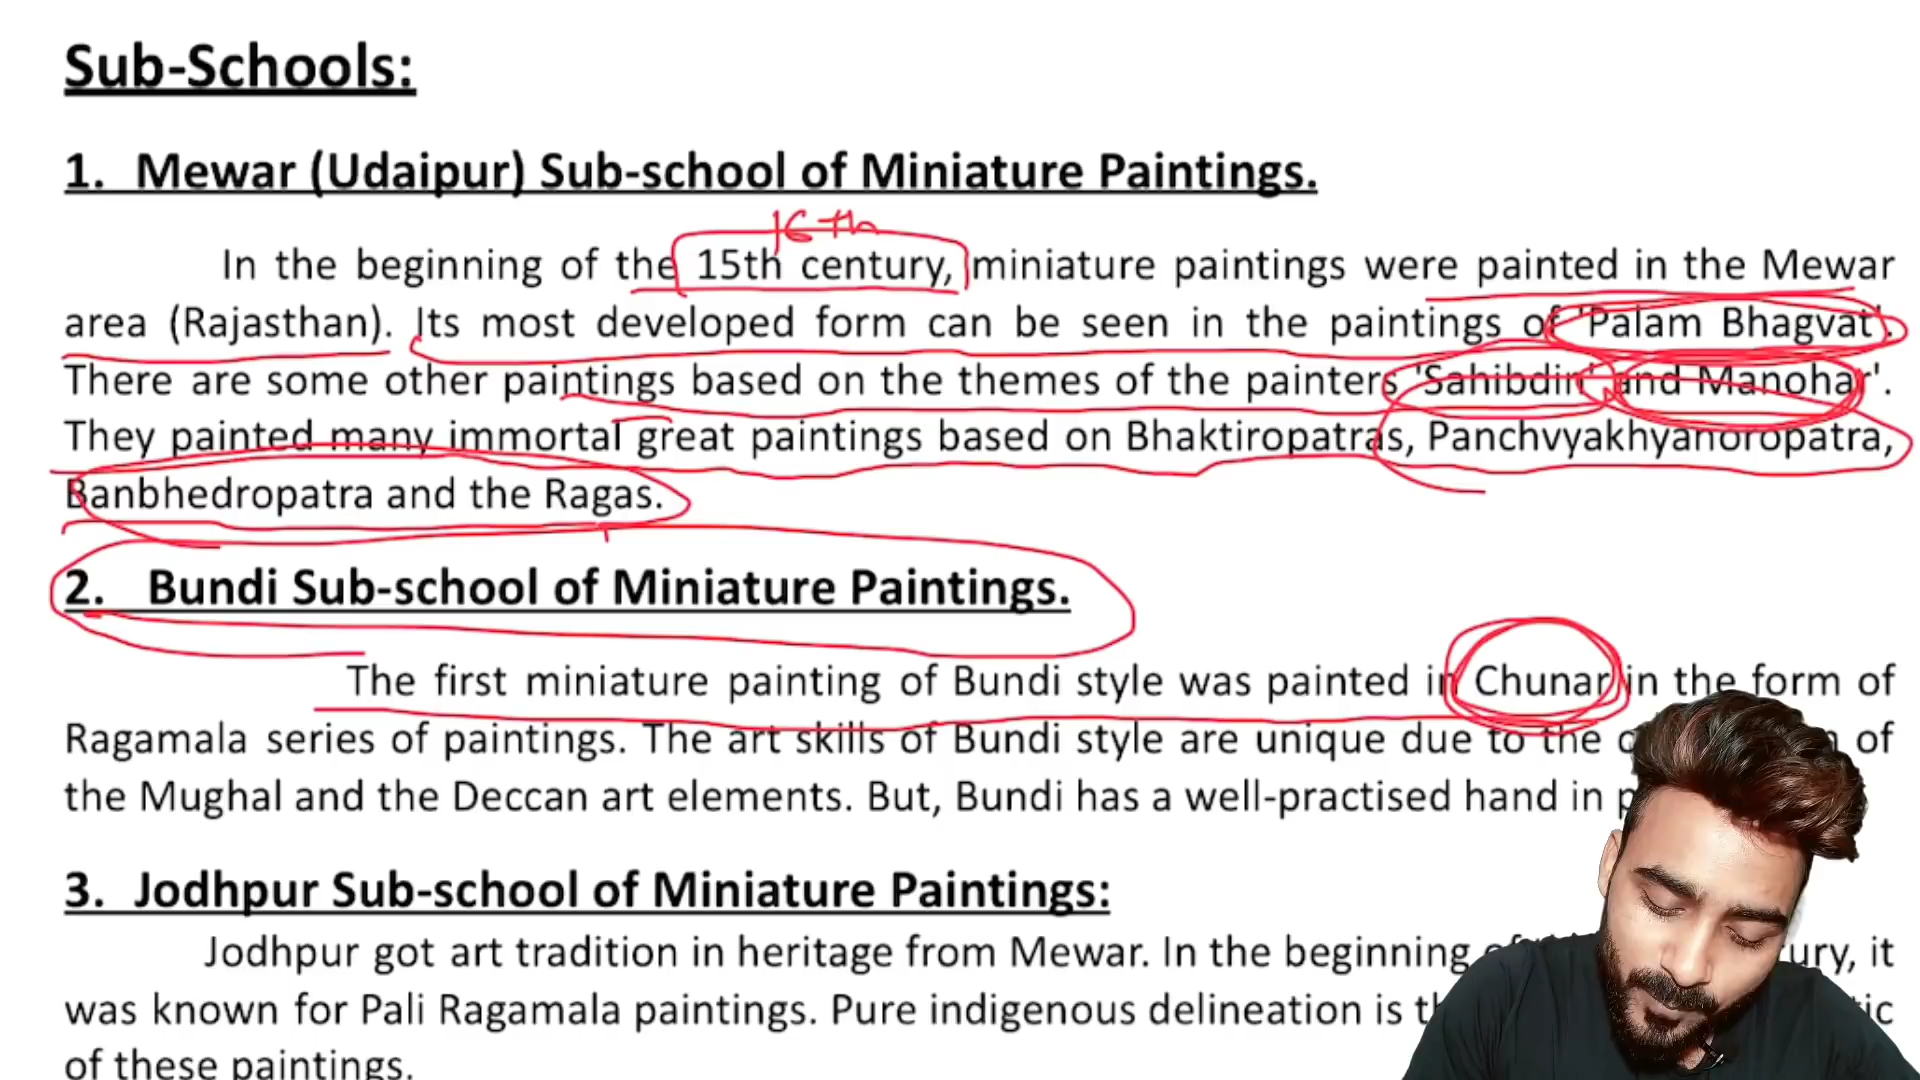 Sub-Schools:
1. Mewar (Udaipur) Sub-school of Miniature Paintings.
16th
In the beginning of the 15th century, miniature paintings were painted in the Mewar
area (Rajasthan). Its most developed form can be seen in the paintings of 'Palam Bhagvat'.
There are some other paintings based on the themes of the painters 'Sahibdin' and Manohar'.
They painted many immortal great paintings based on Bhaktiropatras, Panchvyakhyanoropatra,
Banbhedropatra and the Ragas.
2. Bundi Sub-school of Miniature Paintings.
The first miniature painting of Bundi style was painted in Chunar in the form of
Ragamala series of paintings. The art skills of Bundi style are unique due to the of
the Mughal and the Deccan art elements. But, Bundi has a well-practised hand in
3. Jodhpur Sub-school of Miniature Paintings:
Jodhpur got art tradition in heritage from Mewar. In the beginning it
was known for Pali Ragamala paintings. Pure indigenous delineation is
of these paintings.